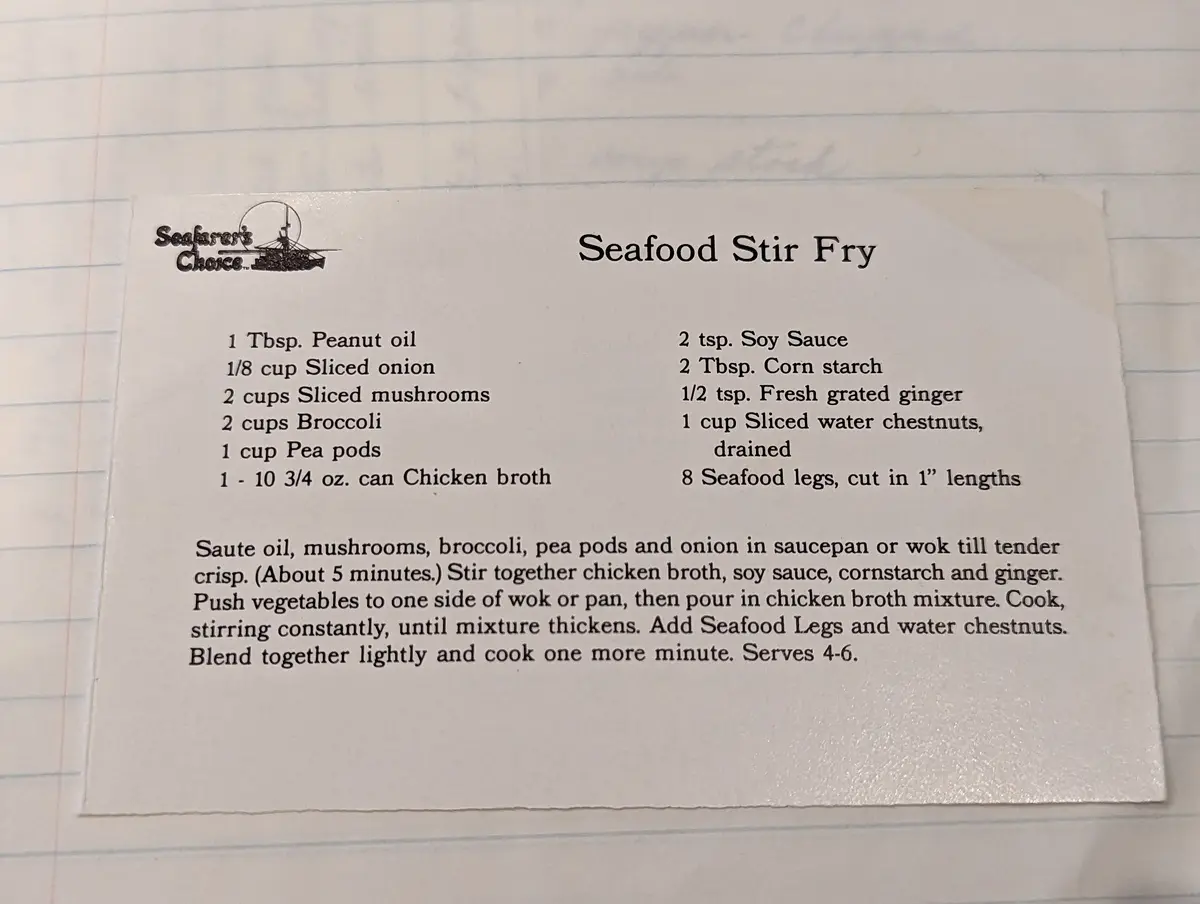 Seafarer's
Choice
Seafood Stir Fry
1 Tbsp. Peanut oil
1/8 cup Sliced onion
2 cups Sliced mushrooms
2 cups Broccoli
1 cup Pea pods
1 - 10 3/4 oz. can Chicken broth
2 tsp. Soy Sauce
2 Tbsp. Corn starch
1/2 tsp. Fresh grated ginger
1 cup Sliced water chestnuts,
drained
8 Seafood legs, cut in 1” lengths
Saute oil, mushrooms, broccoli, pea pods and onion in saucepan or wok till tender
crisp. (About 5 minutes.) Stir together chicken broth, soy sauce, cornstarch and ginger.
Push vegetables to one side of wok or pan, then pour in chicken broth mixture. Cook,
stirring constantly, until mixture thickens. Add Seafood Legs and water chestnuts.
Blend together lightly and cook one more minute. Serves 4-6.